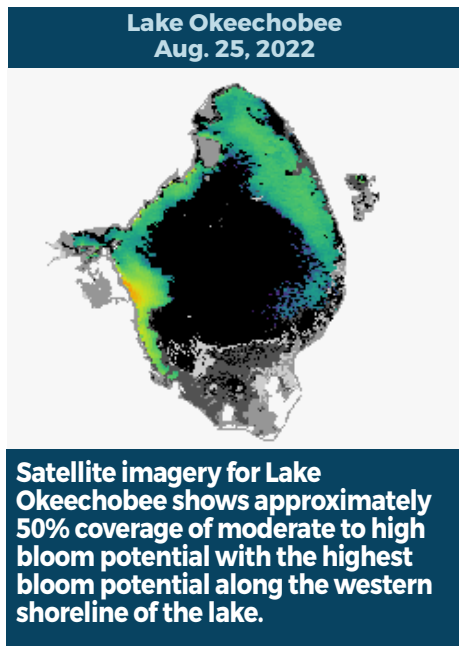 Lake Okeechobee
Aug. 25, 2022
Satellite imagery for Lake
Okeechobee shows approximately
50% coverage of moderate to high
bloom potential with the highest
bloom potential along the western
shoreline of the lake.